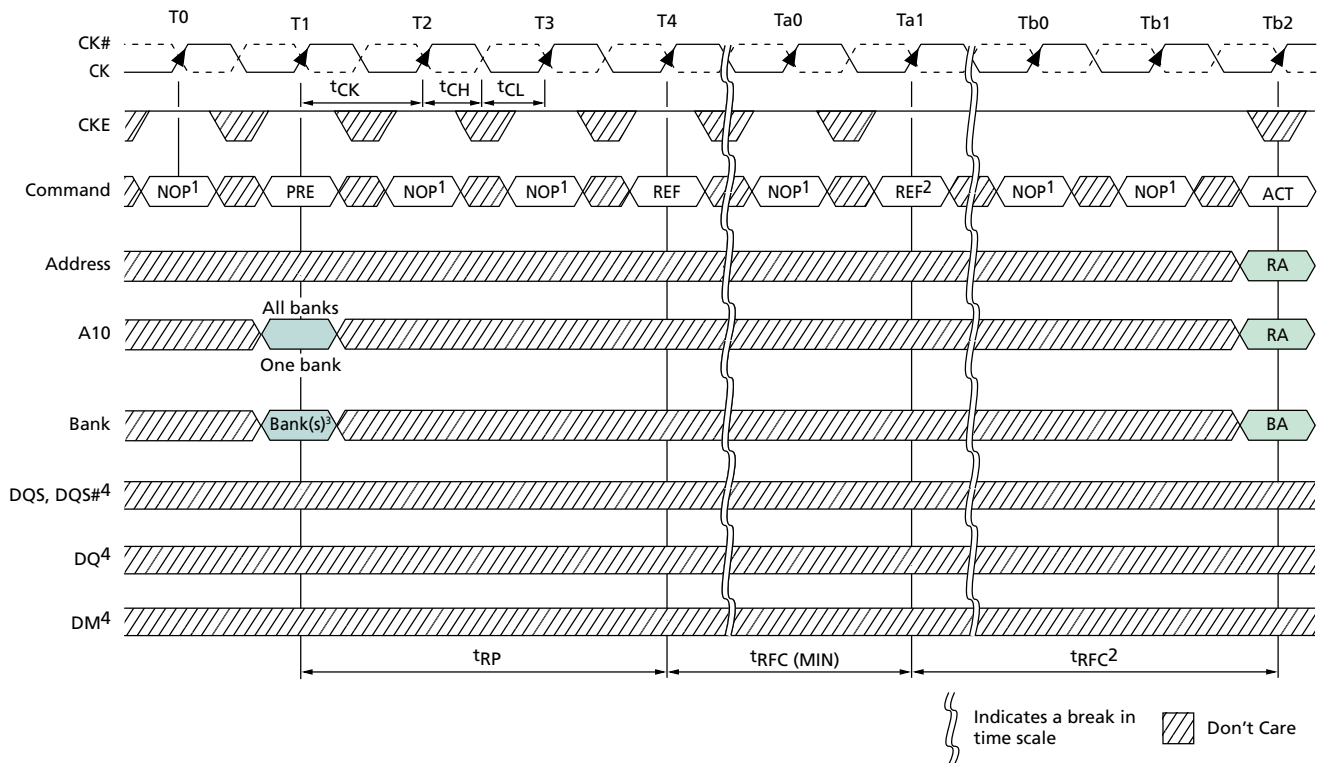 T0 T1 T2 T3 T4 Ta0 Ta1 Tb0 Tb1 Tb2
CK#
CK
tCK tCH tCL
CKE
Command NOP1 PRE NOP1 NOP1 REF NOP1 REF2 NOP1 NOP1 ACT
Address RA
All banks
A10 RA
One bank
Bank Bank(s)3 BA
DQS, DQS#4
DQ4
DM4
tRP tRFC (MIN) tRFC2
Indicates a break in
time scale
Don't Care